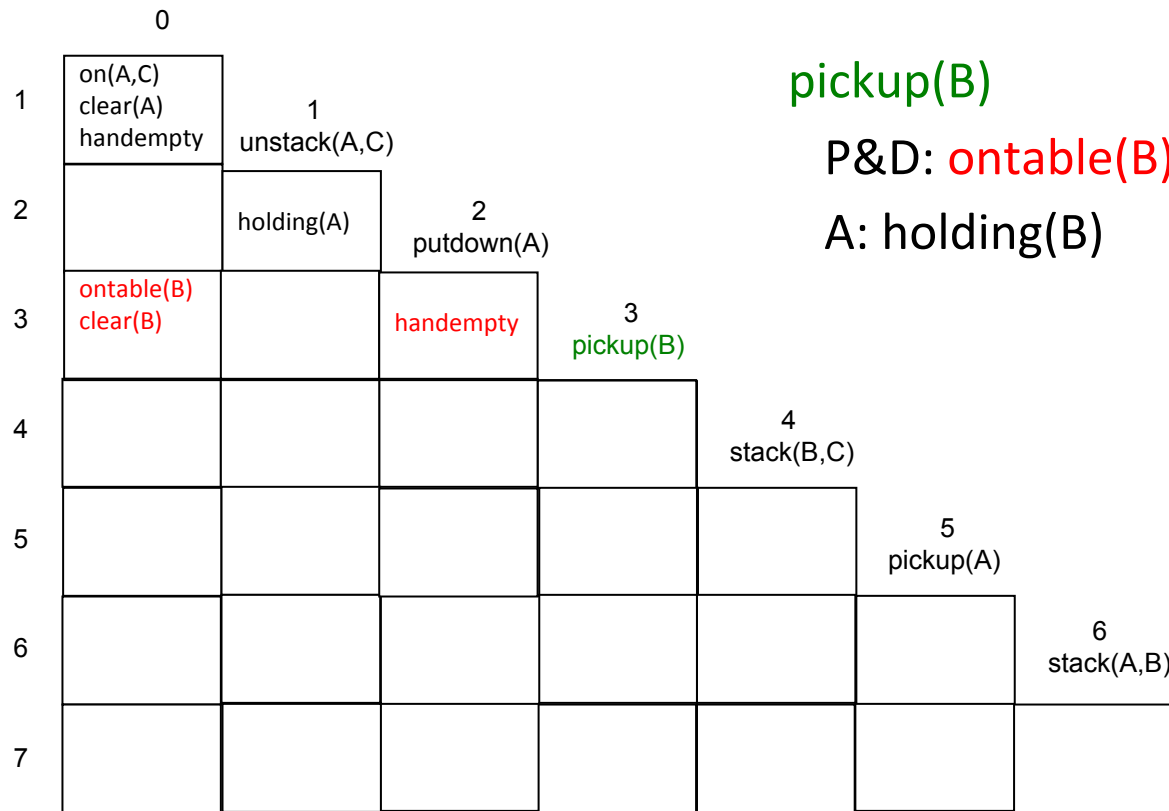 0
pickup(B)
P&D: ontable(B)
A: holding(B)
1
on(A,C)
clear(A)
handempty
1
unstack(A,C)
2
holding(A)
2
putdown(A)
3
ontable(B)
clear(B)
handempty
3
pickup(B)
4
4
stack(B,C)
5
5
pickup(A)
6
6
stack(A,B)
7